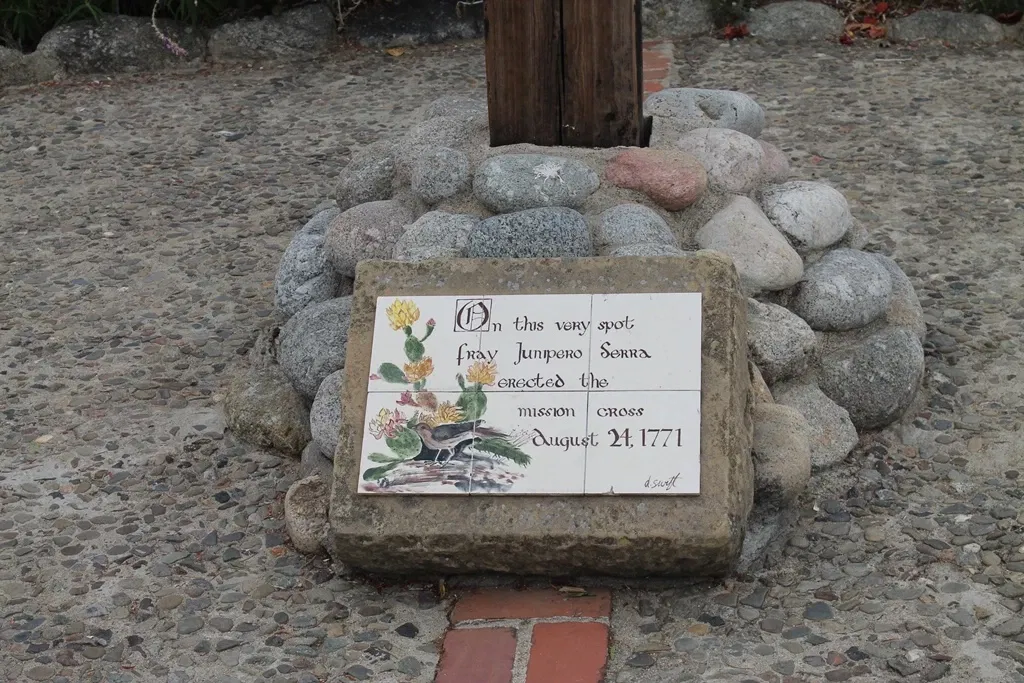 On this very spot
fray Junipero Serra
erected the
mission cross
August 24, 1771
d. swift